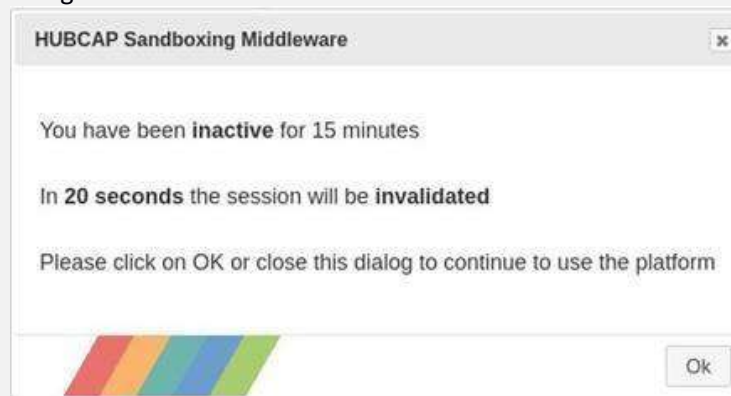 HUBCAP Sandboxing Middleware
You have been inactive for 15 minutes
In 20 seconds the session will be invalidated
Please click on OK or close this dialog to continue to use the platform
Ok